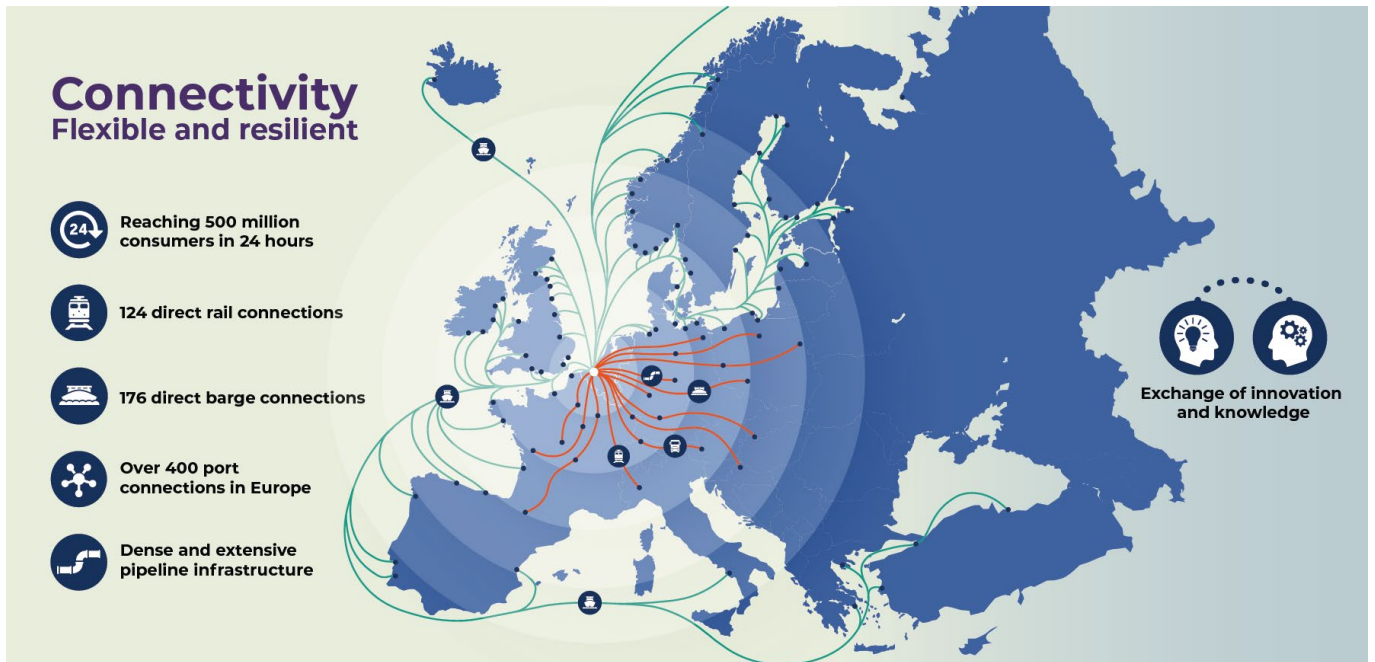 Connectivity
Flexible and resilient
24
Reaching 500 million
consumers in 24 hours
124 direct rail connections
176 direct barge connections
Over 400 port
connections in Europe
Dense and extensive
pipeline infrastructure
Exchange of innovation
and knowledge